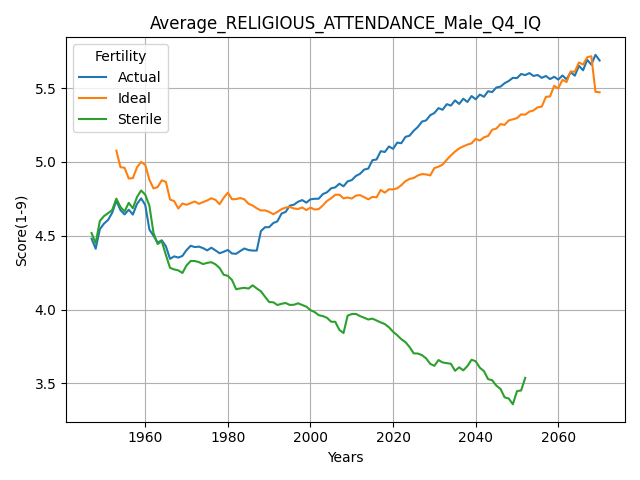 Average_RELIGIOUS_ATTENDANCE_Male_Q4_IQ
Fertility
Actual
Ideal
Sterile
Score(1-9)
5.5
5.0
4.5
4.0
3.5
1960
1980
2000
2020
2040
2060
Years